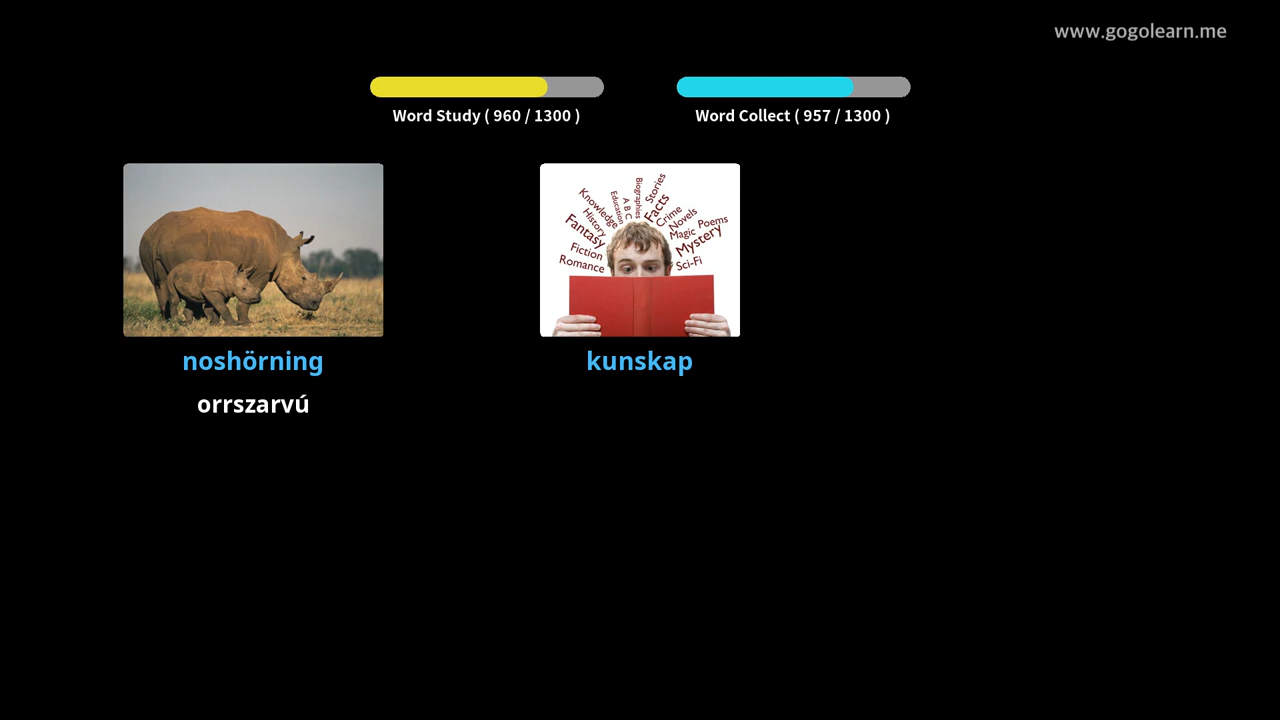 www.gogolearn.me
Word Study ( 960 / 1300 )
Word Collect ( 957 / 1300 )
noshörning
orrszarvú
Stories
Biographies
Knowledge
Education
A B C
Facts
Crime
History
Novels
Fantasy
Magic
Poems
Mystery
Fiction
Romance
Sci-Fi
kunskap